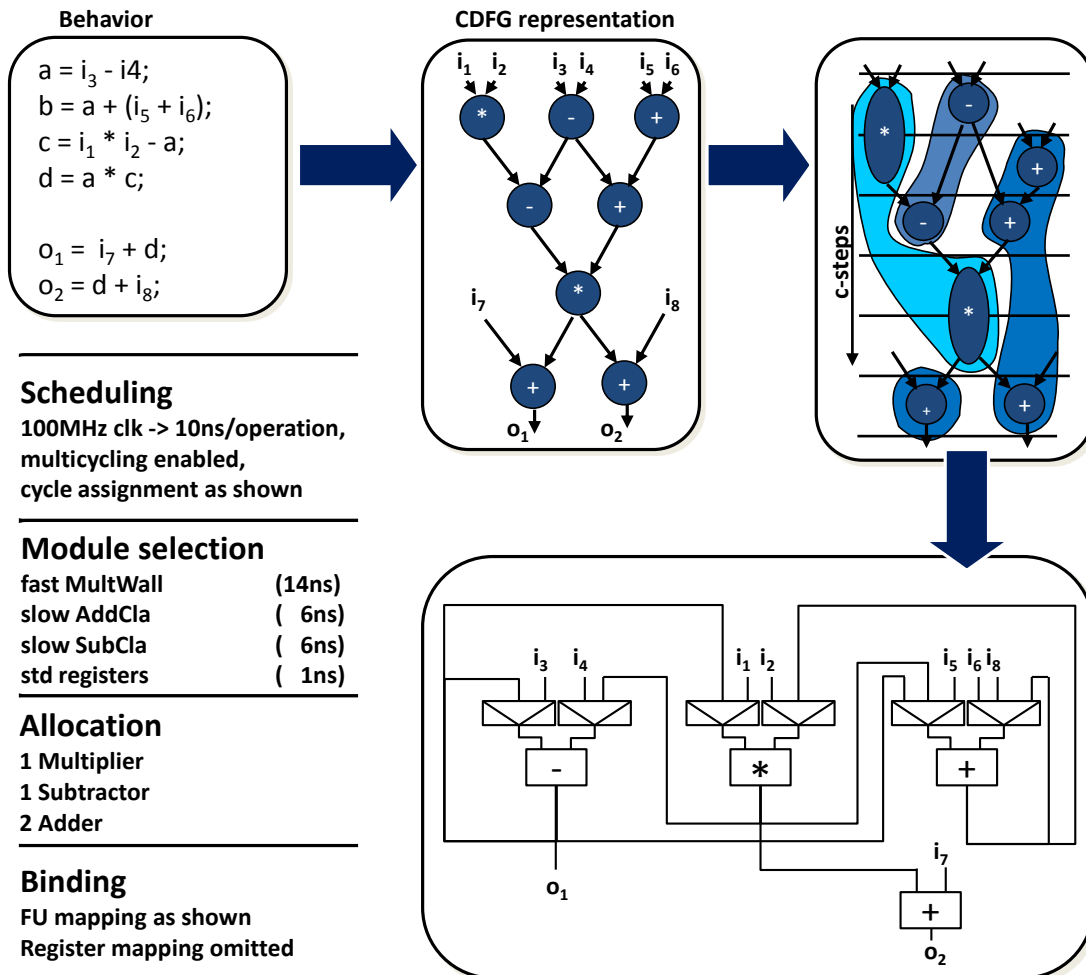 Behavior
a = i₃ - i4;
b = a + (i₅ + i₆);
c = i₁ * i₂ - a;
d = a * c;
o₁ = i₇ + d;
o₂ = d + i₈;
CDFG representation
i₁ i₂ i₃ i₄ i₅ i₆
* - +
- +
*
i₇ i₈
+ +
o₁ o₂
c-steps
-
*
+
- +
*
+ +
Scheduling
100MHz clk -> 10ns/operation,
multicycling enabled,
cycle assignment as shown
Module selection
fast MultWall (14ns)
slow AddCla ( 6ns)
slow SubCla ( 6ns)
std registers ( 1ns)
Allocation
1 Multiplier
1 Subtractor
2 Adder
Binding
FU mapping as shown
Register mapping omitted
i₃ i₄ i₁ i₂ i₅ i₆ i₈
- * +
i₇
o₁
+
o₂